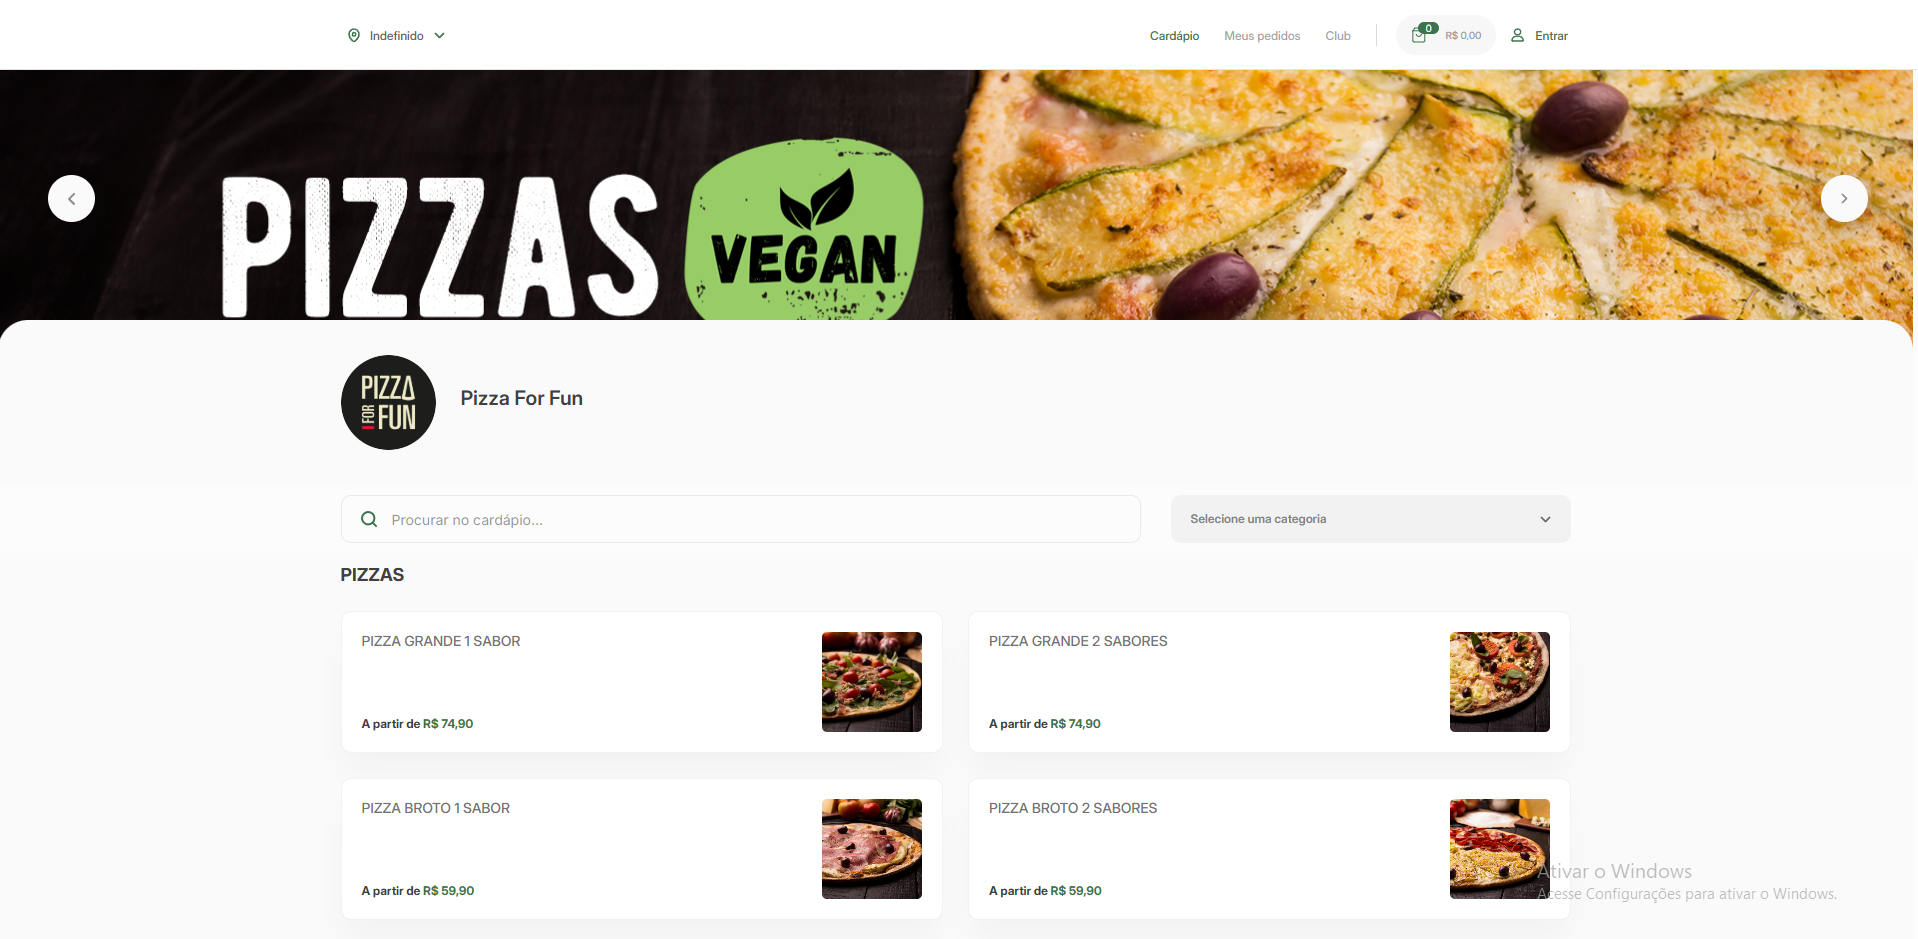 Indefinido
Cardápio
Meus pedidos
Club
0
R$ 0,00
Entrar
PIZZAS
VEGAN
PIZZA
FOR FUN
Pizza For Fun
Procurar no cardápio...
Selecione uma categoria
PIZZAS
PIZZA GRANDE 1 SABOR
A partir de R$ 74,90
PIZZA GRANDE 2 SABORES
A partir de R$ 74,90
PIZZA BROTO 1 SABOR
A partir de R$ 59,90
PIZZA BROTO 2 SABORES
A partir de R$ 59,90
Ativar o Windows
Acesse Configurações para ativar o Windows.